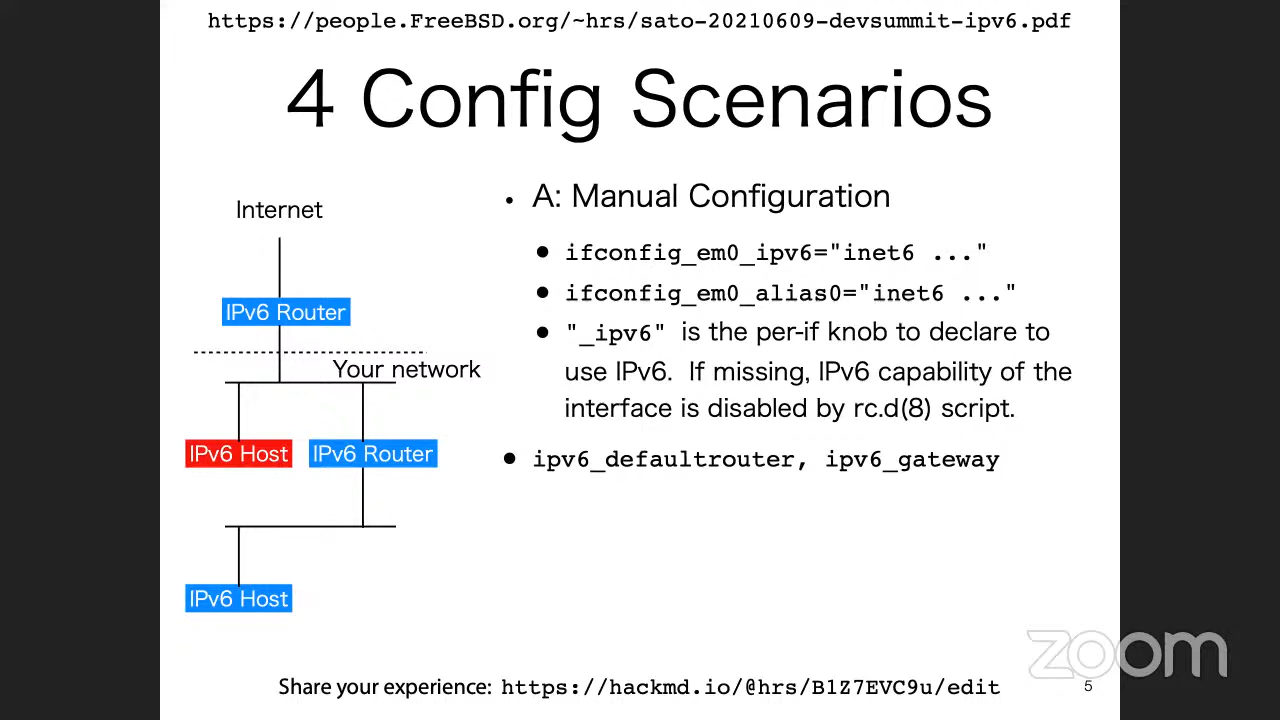 https://people.FreeBSD.org/~hrs/sato-20210609-devsummit-ipv6.pdf
4 Config Scenarios
Internet
IPv6 Router
Your network
IPv6 Host
IPv6 Router
IPv6 Host
• A: Manual Configuration
● ifconfig_em0_ipv6="inet6 ..."
● ifconfig_em0_alias0="inet6 ..."
● "_ipv6" is the per-if knob to declare to
use IPv6. If missing, IPv6 capability of the
interface is disabled by rc.d(8) script.
● ipv6_defaultrouter, ipv6_gateway
Share your experience: https://hackmd.io/@hrs/B1Z7EVC9u/edit
5
zoom